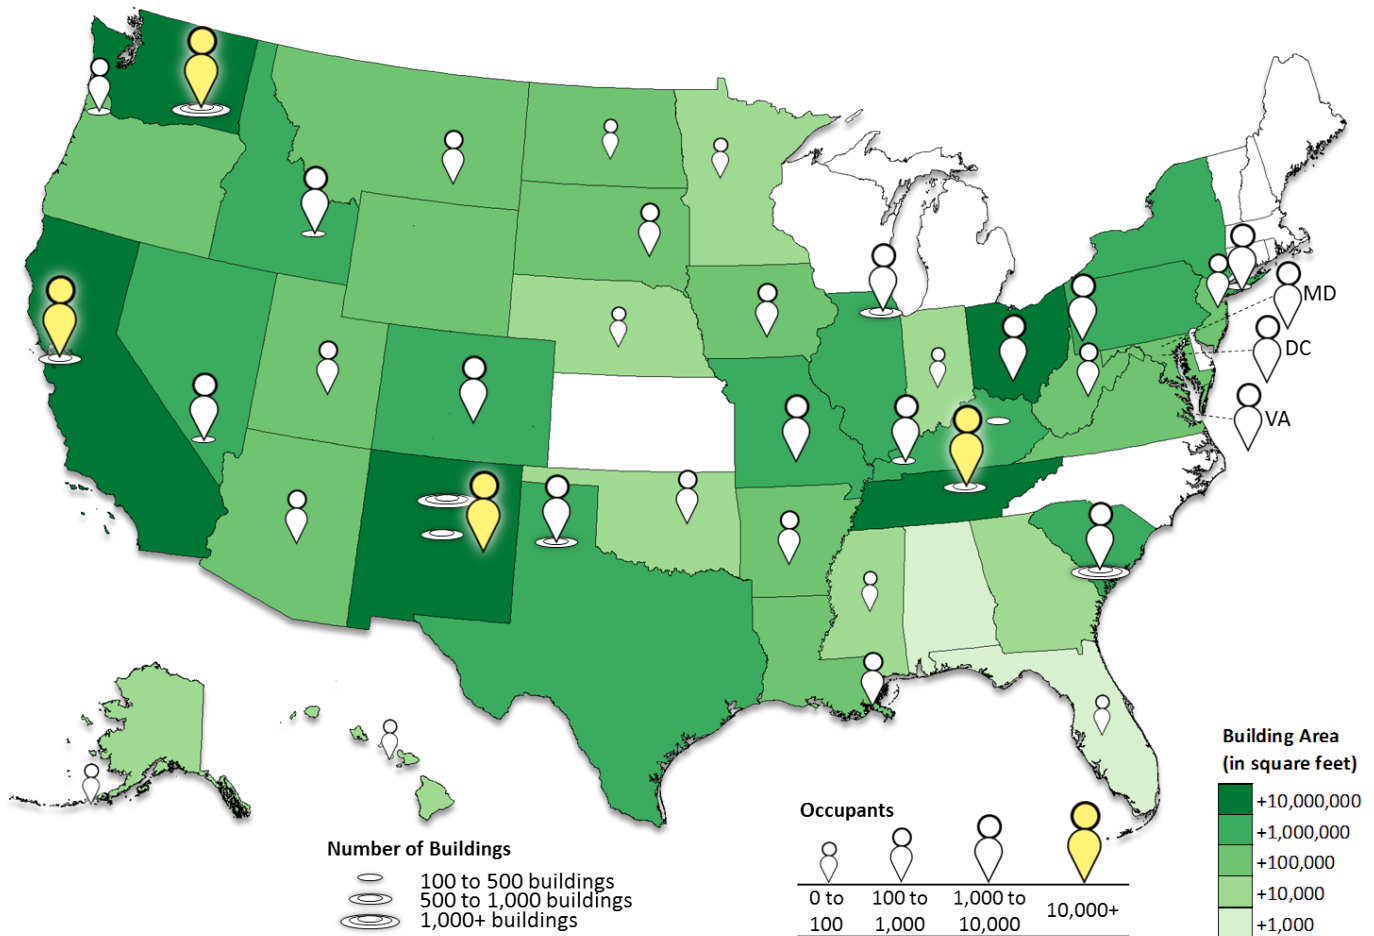 MD
DC
VA
Building Area
(in square feet)
+10,000,000
+1,000,000
+100,000
+10,000
+1,000
Occupants
0 to
100
100 to
1,000
1,000 to
10,000
10,000+
Number of Buildings
100 to 500 buildings
500 to 1,000 buildings
1,000+ buildings